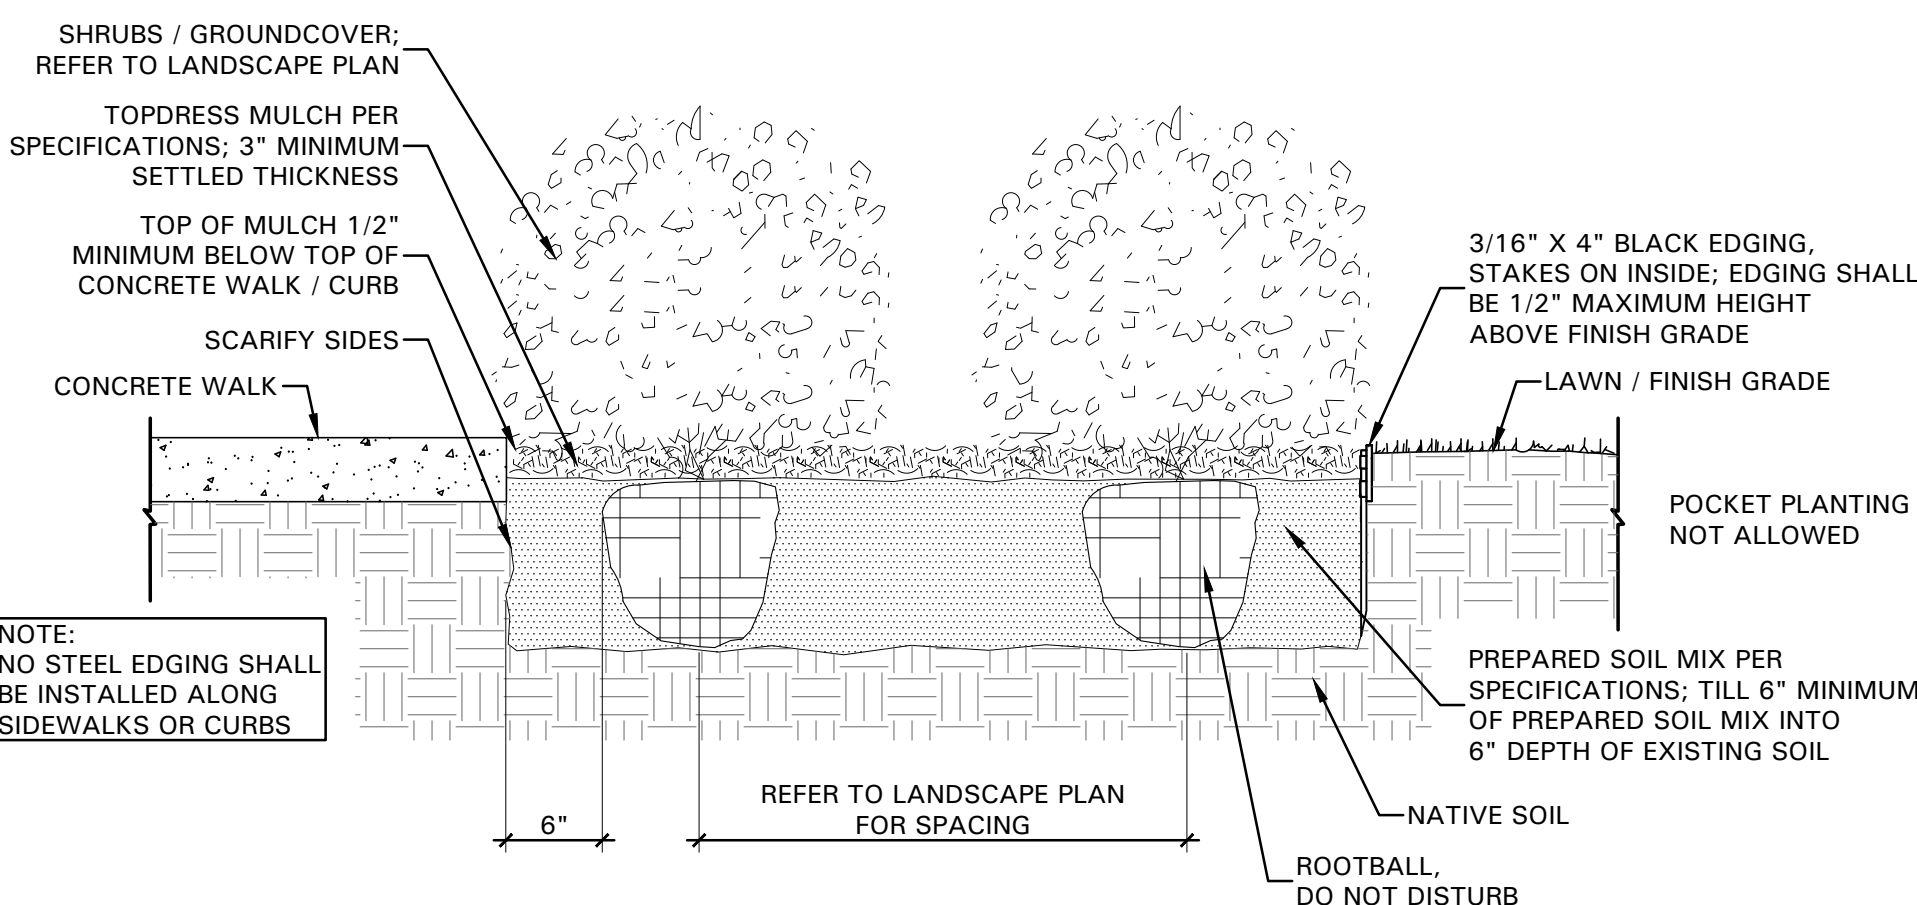 SHRUBS / GROUNDCOVER;
REFER TO LANDSCAPE PLAN
TOPDRESS MULCH PER
SPECIFICATIONS; 3" MINIMUM
SETTLED THICKNESS
TOP OF MULCH 1/2"
MINIMUM BELOW TOP OF
CONCRETE WALK / CURB
SCARIFY SIDES
CONCRETE WALK
NOTE:
NO STEEL EDGING SHALL
BE INSTALLED ALONG
SIDEWALKS OR CURBS
6"
REFER TO LANDSCAPE PLAN
FOR SPACING
3/16" X 4" BLACK EDGING,
STAKES ON INSIDE; EDGING SHALL
BE 1/2" MAXIMUM HEIGHT
ABOVE FINISH GRADE
LAWN / FINISH GRADE
POCKET PLANTING
NOT ALLOWED
PREPARED SOIL MIX PER
SPECIFICATIONS; TILL 6" MINIMUM
OF PREPARED SOIL MIX INTO
6" DEPTH OF EXISTING SOIL
NATIVE SOIL
ROOTBALL,
DO NOT DISTURB